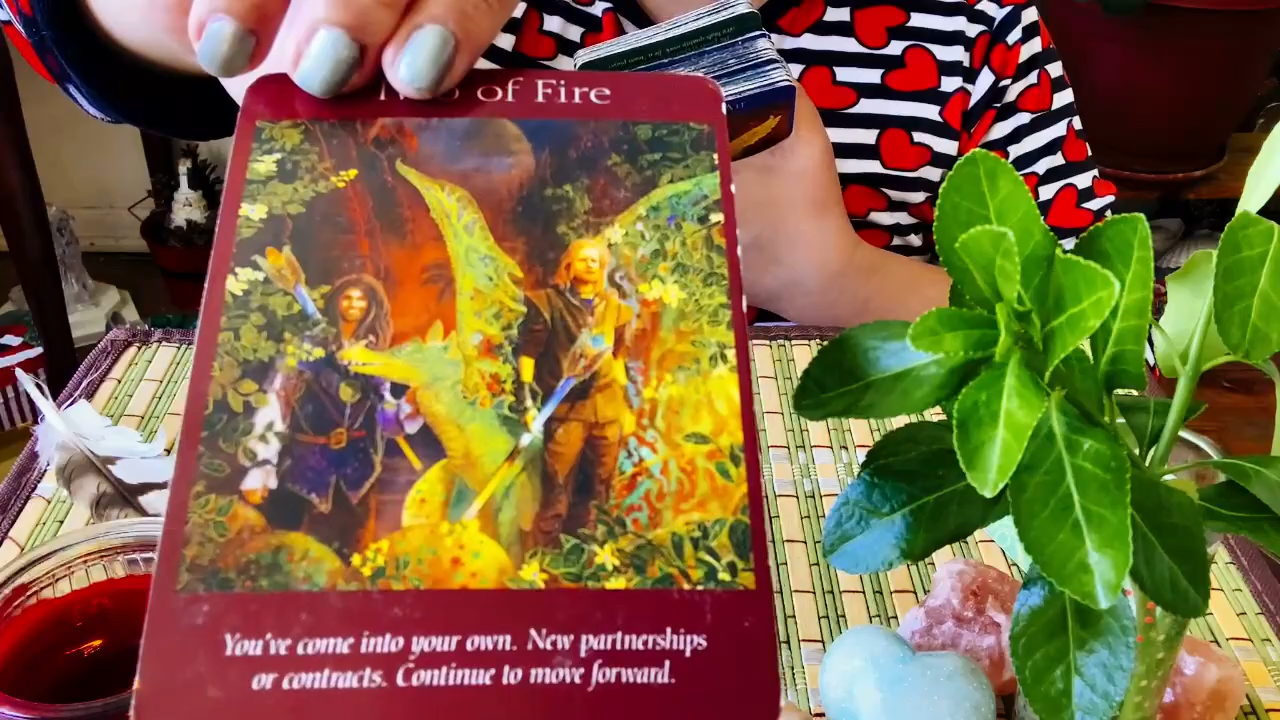 of Fire
You've come into your own. New partnerships
or contracts. Continue to move forward.